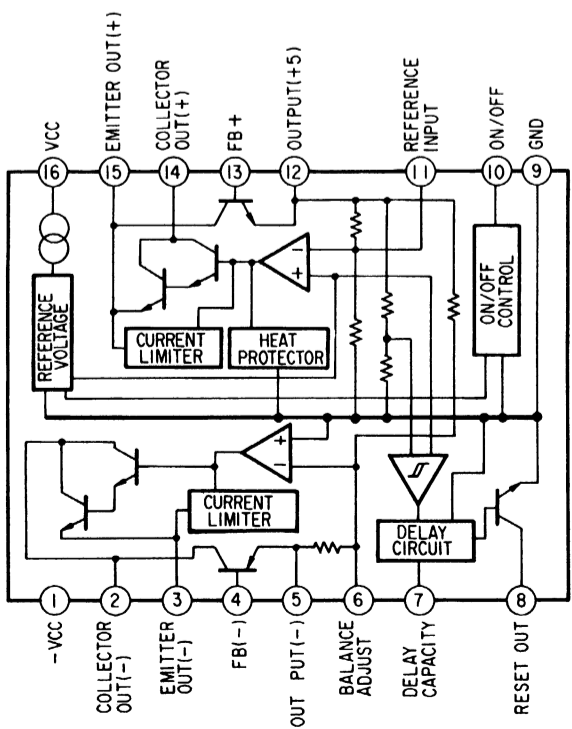 VCC
EMITTER OUT(+)
COLLECTOR
OUT(+)
FB+
OUTPUT(+5)
REFERENCE
INPUT
ON/OFF
GND
16
15
14
13
12
11
10
9
REFERENCE
VOLTAGE
CURRENT
LIMITER
HEAT
PROTECTOR
ON/OFF
CONTROL
-
+
+
-
CURRENT
LIMITER
DELAY
CIRCUIT
1
2
3
4
5
6
7
8
-VCC
COLLECTOR
OUT(-)
EMITTER
OUT(-)
FB(-)
OUT PUT(-)
BALANCE
ADJUST
DELAY
CAPACITY
RESET OUT